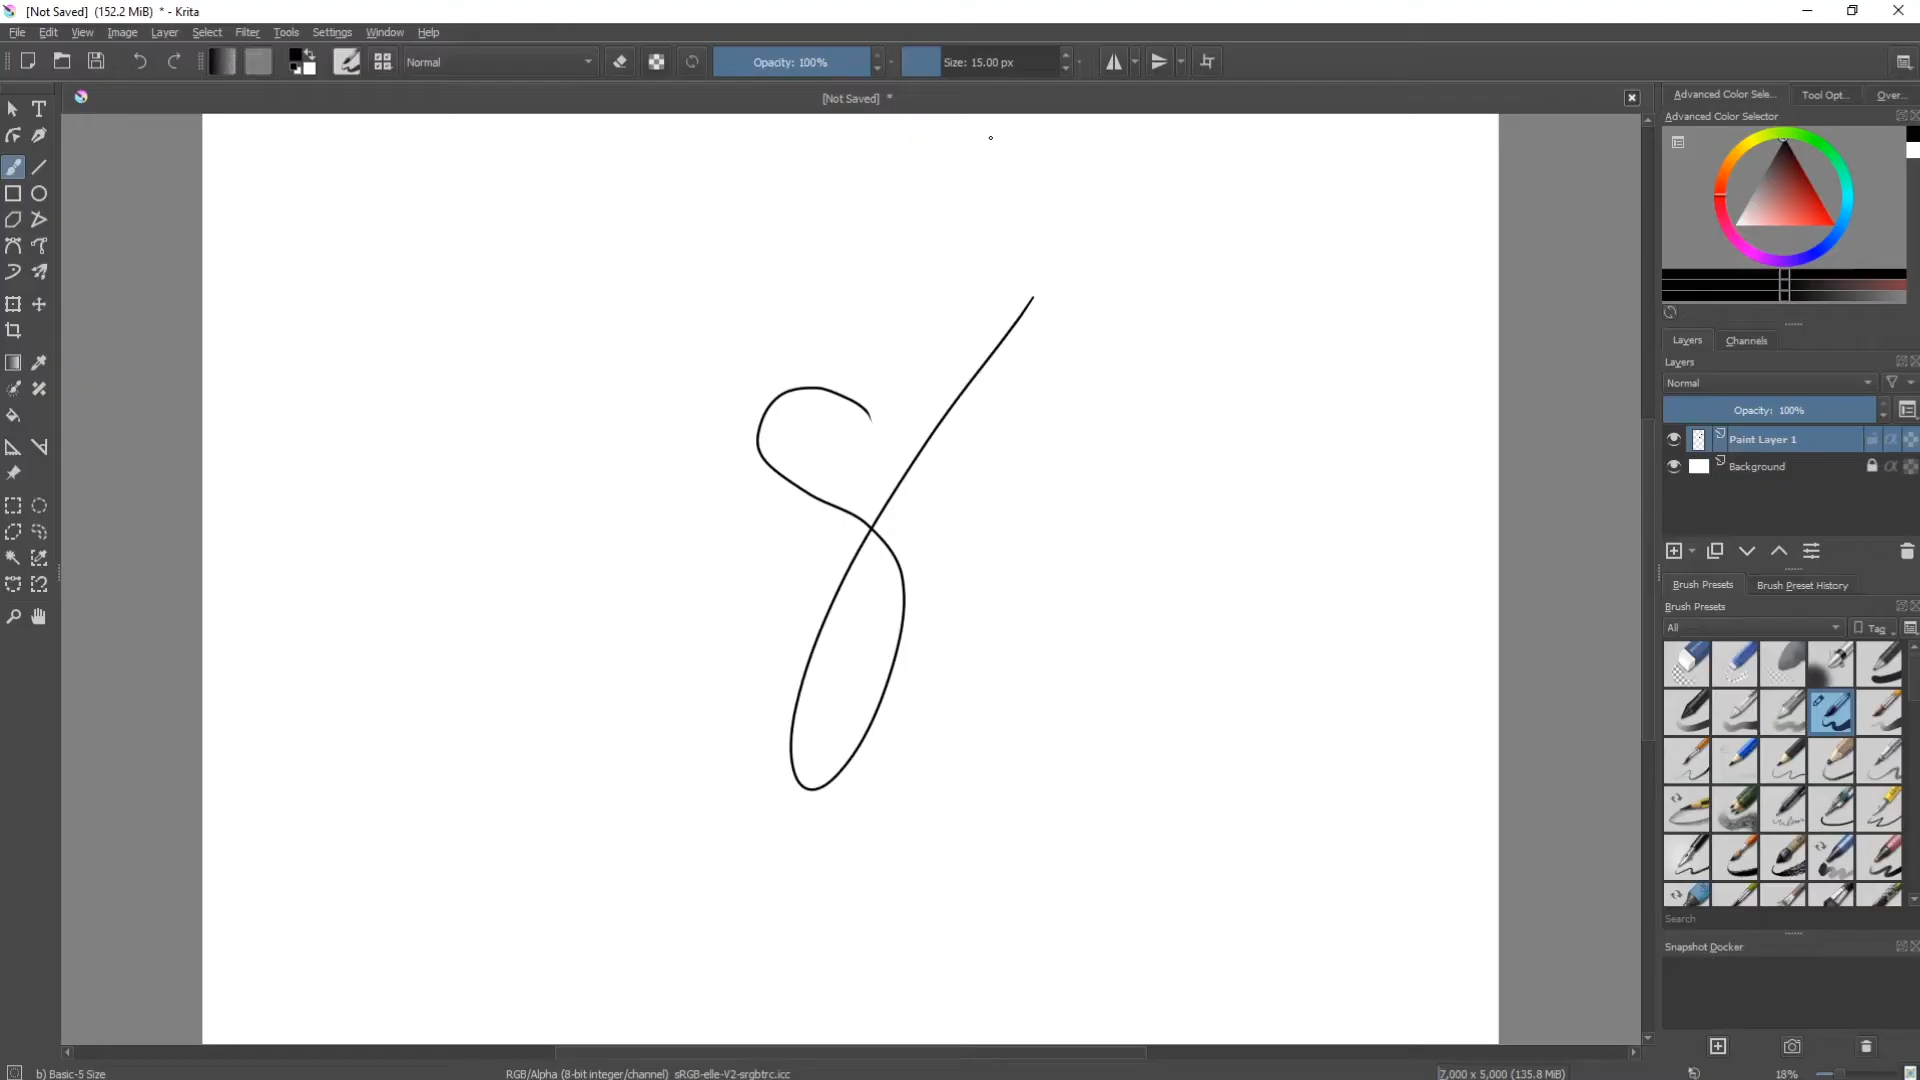 [Not Saved] (152.2 MiB) * - Krita
File Edit View Image Layer Select Filter Tools Settings Window Help
Normal Opacity: 100% Size: 15.00 px
[Not Saved] *
Advanced Color Sele... Tool Opt... Over...
Advanced Color Selector
Layers Channels
Layers
Normal
Opacity: 100%
Paint Layer 1
Background
Brush Presets Brush Preset History
Brush Presets
All Tag
Search
Snapshot Docker
b) Basic-5 Size RGB/Alpha (8-bit integer/channel) sRGB-elle-V2-srgbtrc.icc 7,000 x 5,000 (135.8 MiB) 18%